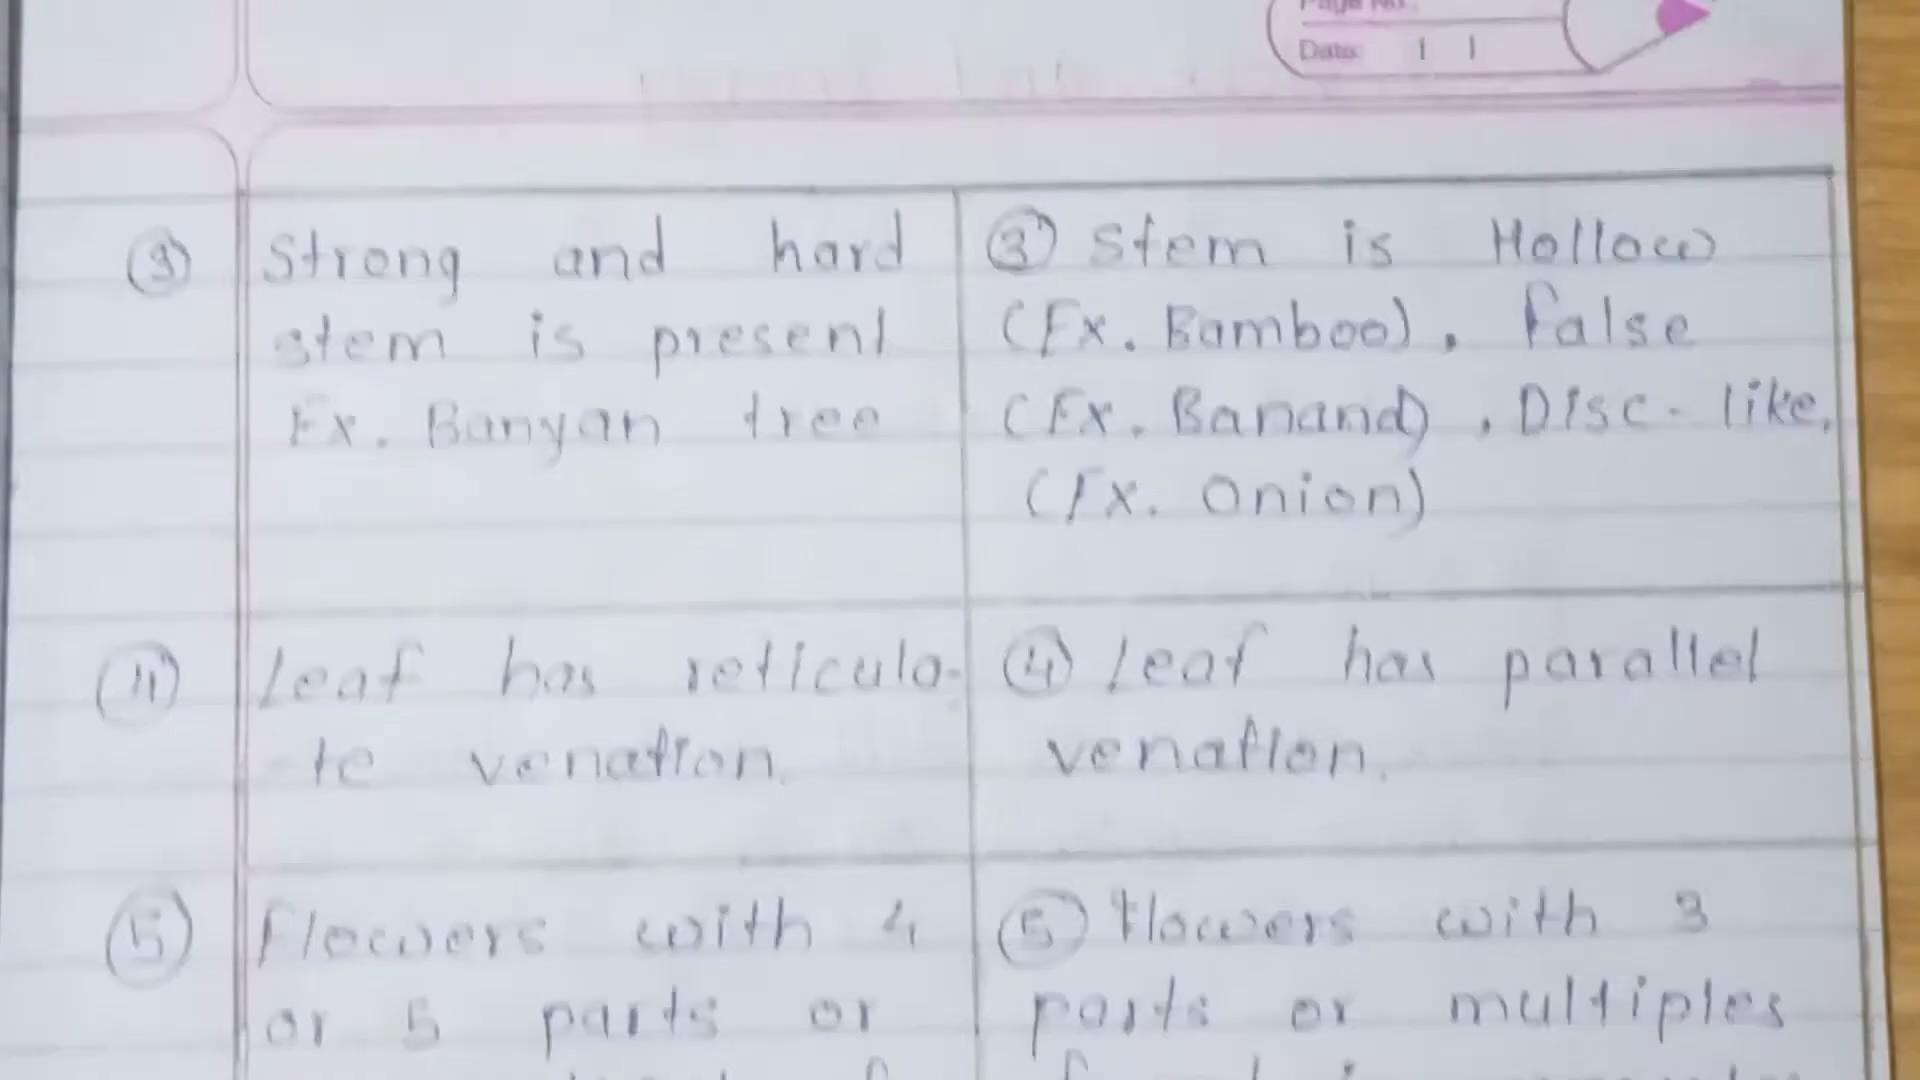 Page No.
Date:
③ Strong and hard
stem is present
Ex. Banyan tree
③ Stem is Hollow
(Ex. Bamboo), false
(Ex. Banana), Disc-like,
(Ex. Onion)
④ Leaf has reticula-
-te venation.
④ Leaf has parallel
venation.
⑤ Flowers with 4
or 5 parts or
⑤ Flowers with 3
parts or multiples